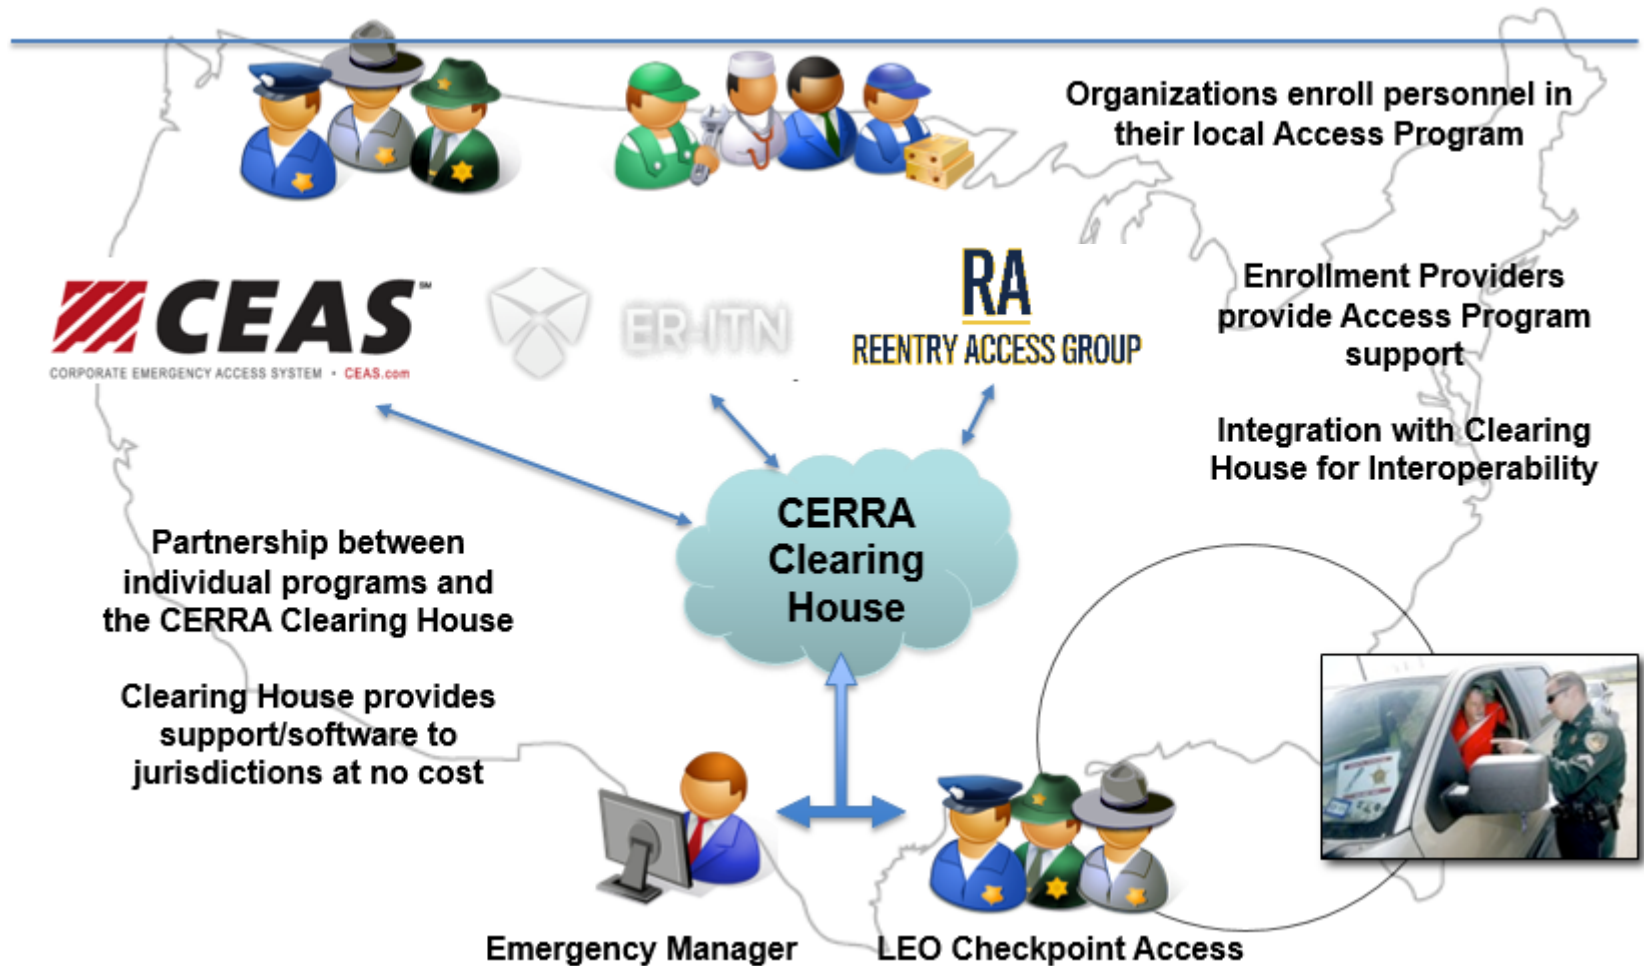 Organizations enroll personnel in
their local Access Program
CEAS℠
CORPORATE EMERGENCY ACCESS SYSTEM • CEAS.com
ER-ITN
RA
REENTRY ACCESS GROUP
Enrollment Providers
provide Access Program
support
Integration with Clearing
House for Interoperability
CERRA
Clearing
House
Partnership between
individual programs and
the CERRA Clearing House
Clearing House provides
support/software to
jurisdictions at no cost
Emergency Manager
LEO Checkpoint Access